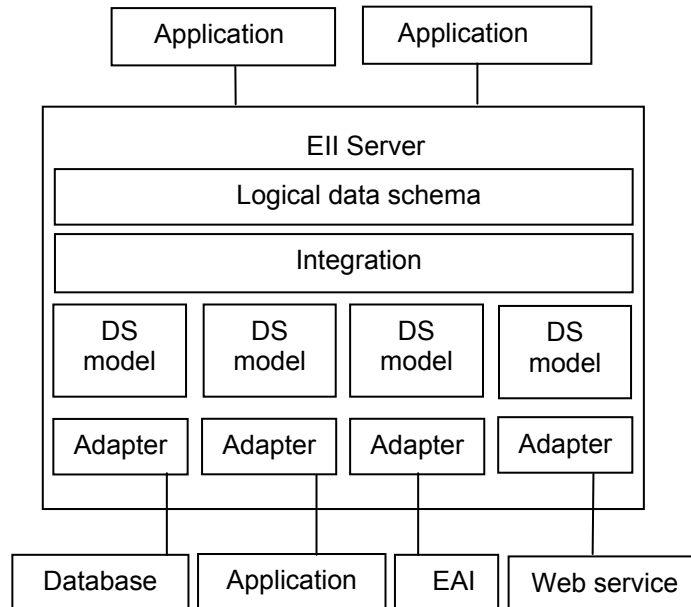 Application
Application
EII Server
Logical data schema
Integration
DS
model
DS
model
DS
model
DS
model
Adapter
Adapter
Adapter
Adapter
Database
Application
EAI
Web service